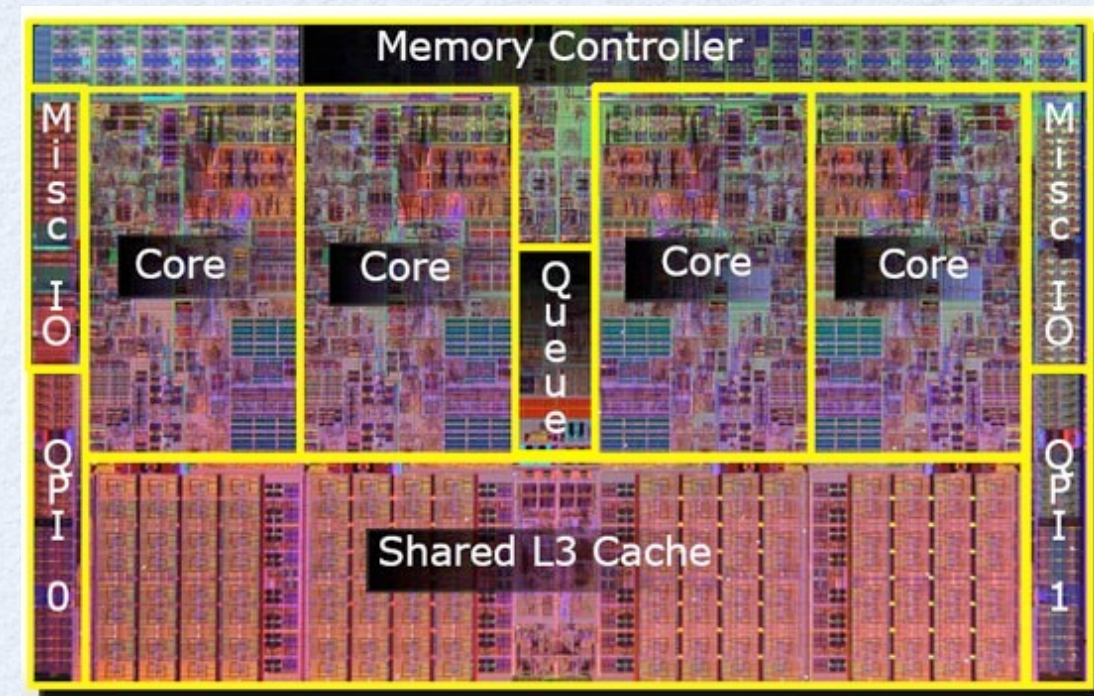 Memory Controller
Misc IO
Core
Core
Queue
Core
Core
Misc IO
QPI 0
Shared L3 Cache
QPI 1